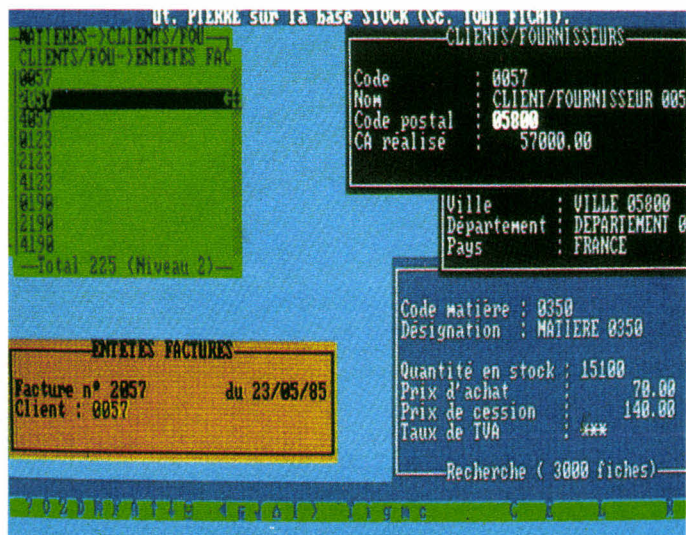 Ut. PIERRE sur la base STOCK (Sc. TOUT FICHI).
MATIERES->CLIENTS/FOU
CLIENTS/FOU->ENTETES FAC
0057
2057
4057
0123
2123
4123
0190
2190
4190
Total 225 (Niveau 2)
CLIENTS/FOURNISSEURS
Code : 0057
Nom : CLIENT/FOURNISSEUR 005
Code postal : 05800
CA réalisé : 57000.00
Ville : VILLE 05800
Département : DEPARTEMENT 0
Pays : FRANCE
Code matière : 0350
Désignation : MATIERE 0350
Quantité en stock : 15100
Prix d'achat 70.00
Prix de cession : 140.00
Taux de TVA : ***
Recherche ( 3000 fiches)
ENTETES FACTURES
Facture n° 2057 du 23/05/85
Client : 0057